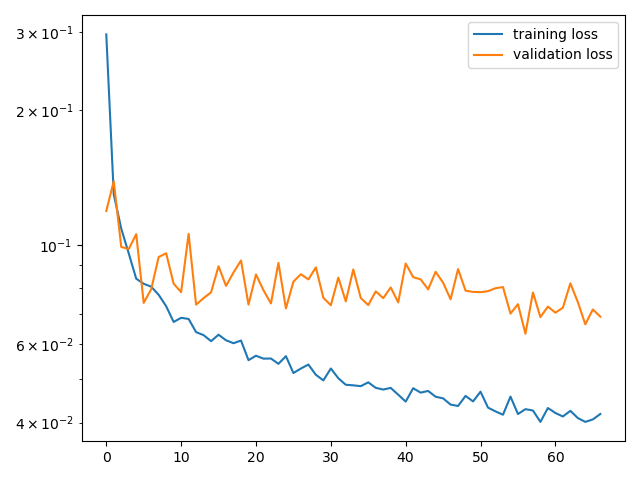 3 × 10⁻¹
2 × 10⁻¹
10⁻¹
6 × 10⁻²
4 × 10⁻²
0 10 20 30 40 50 60
training loss
validation loss